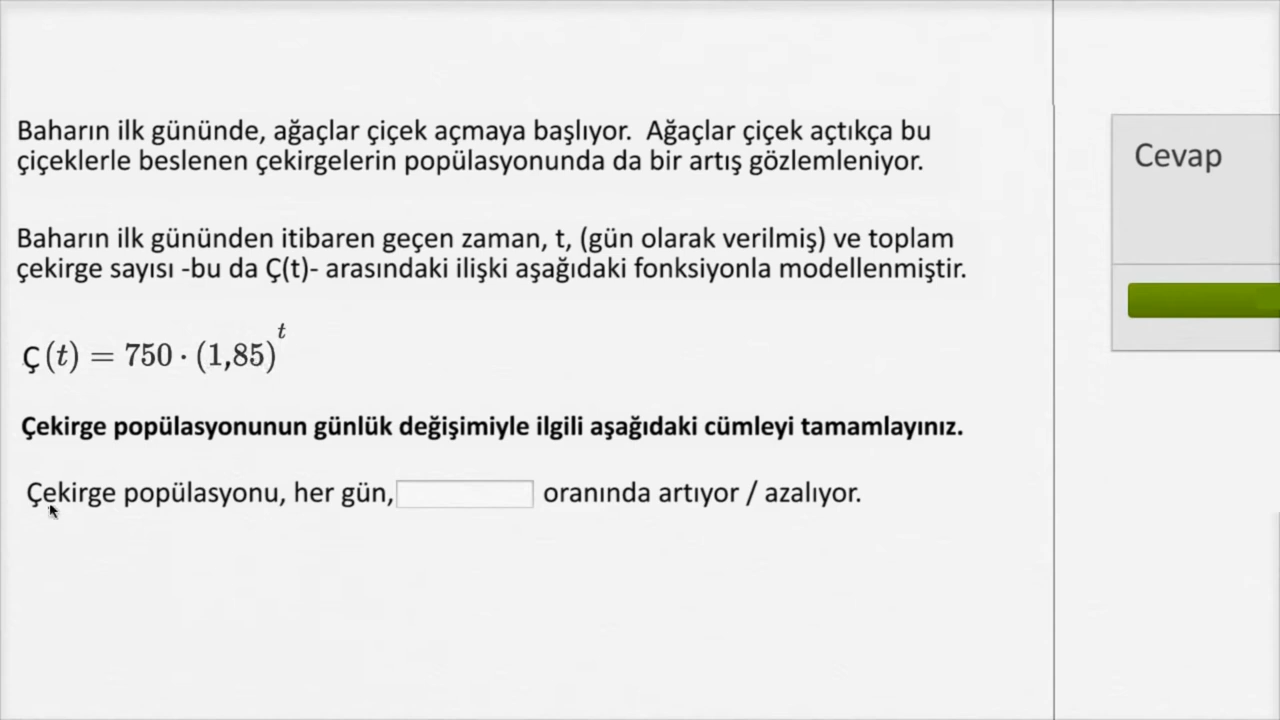 Baharın ilk gününde, ağaçlar çiçek açmaya başlıyor. Ağaçlar çiçek açtıkça bu
çiçeklerle beslenen çekirgelerin popülasyonunda da bir artış gözlemleniyor.
Baharın ilk gününden itibaren geçen zaman, t, (gün olarak verilmiş) ve toplam
çekirge sayısı -bu da Ç(t)- arasındaki ilişki aşağıdaki fonksiyonla modellenmiştir.
Ç(t) = 750 · (1,85)^t
Çekirge popülasyonunun günlük değişimiyle ilgili aşağıdaki cümleyi tamamlayınız.
Çekirge popülasyonu, her gün, oranında artıyor / azalıyor.
Cevap